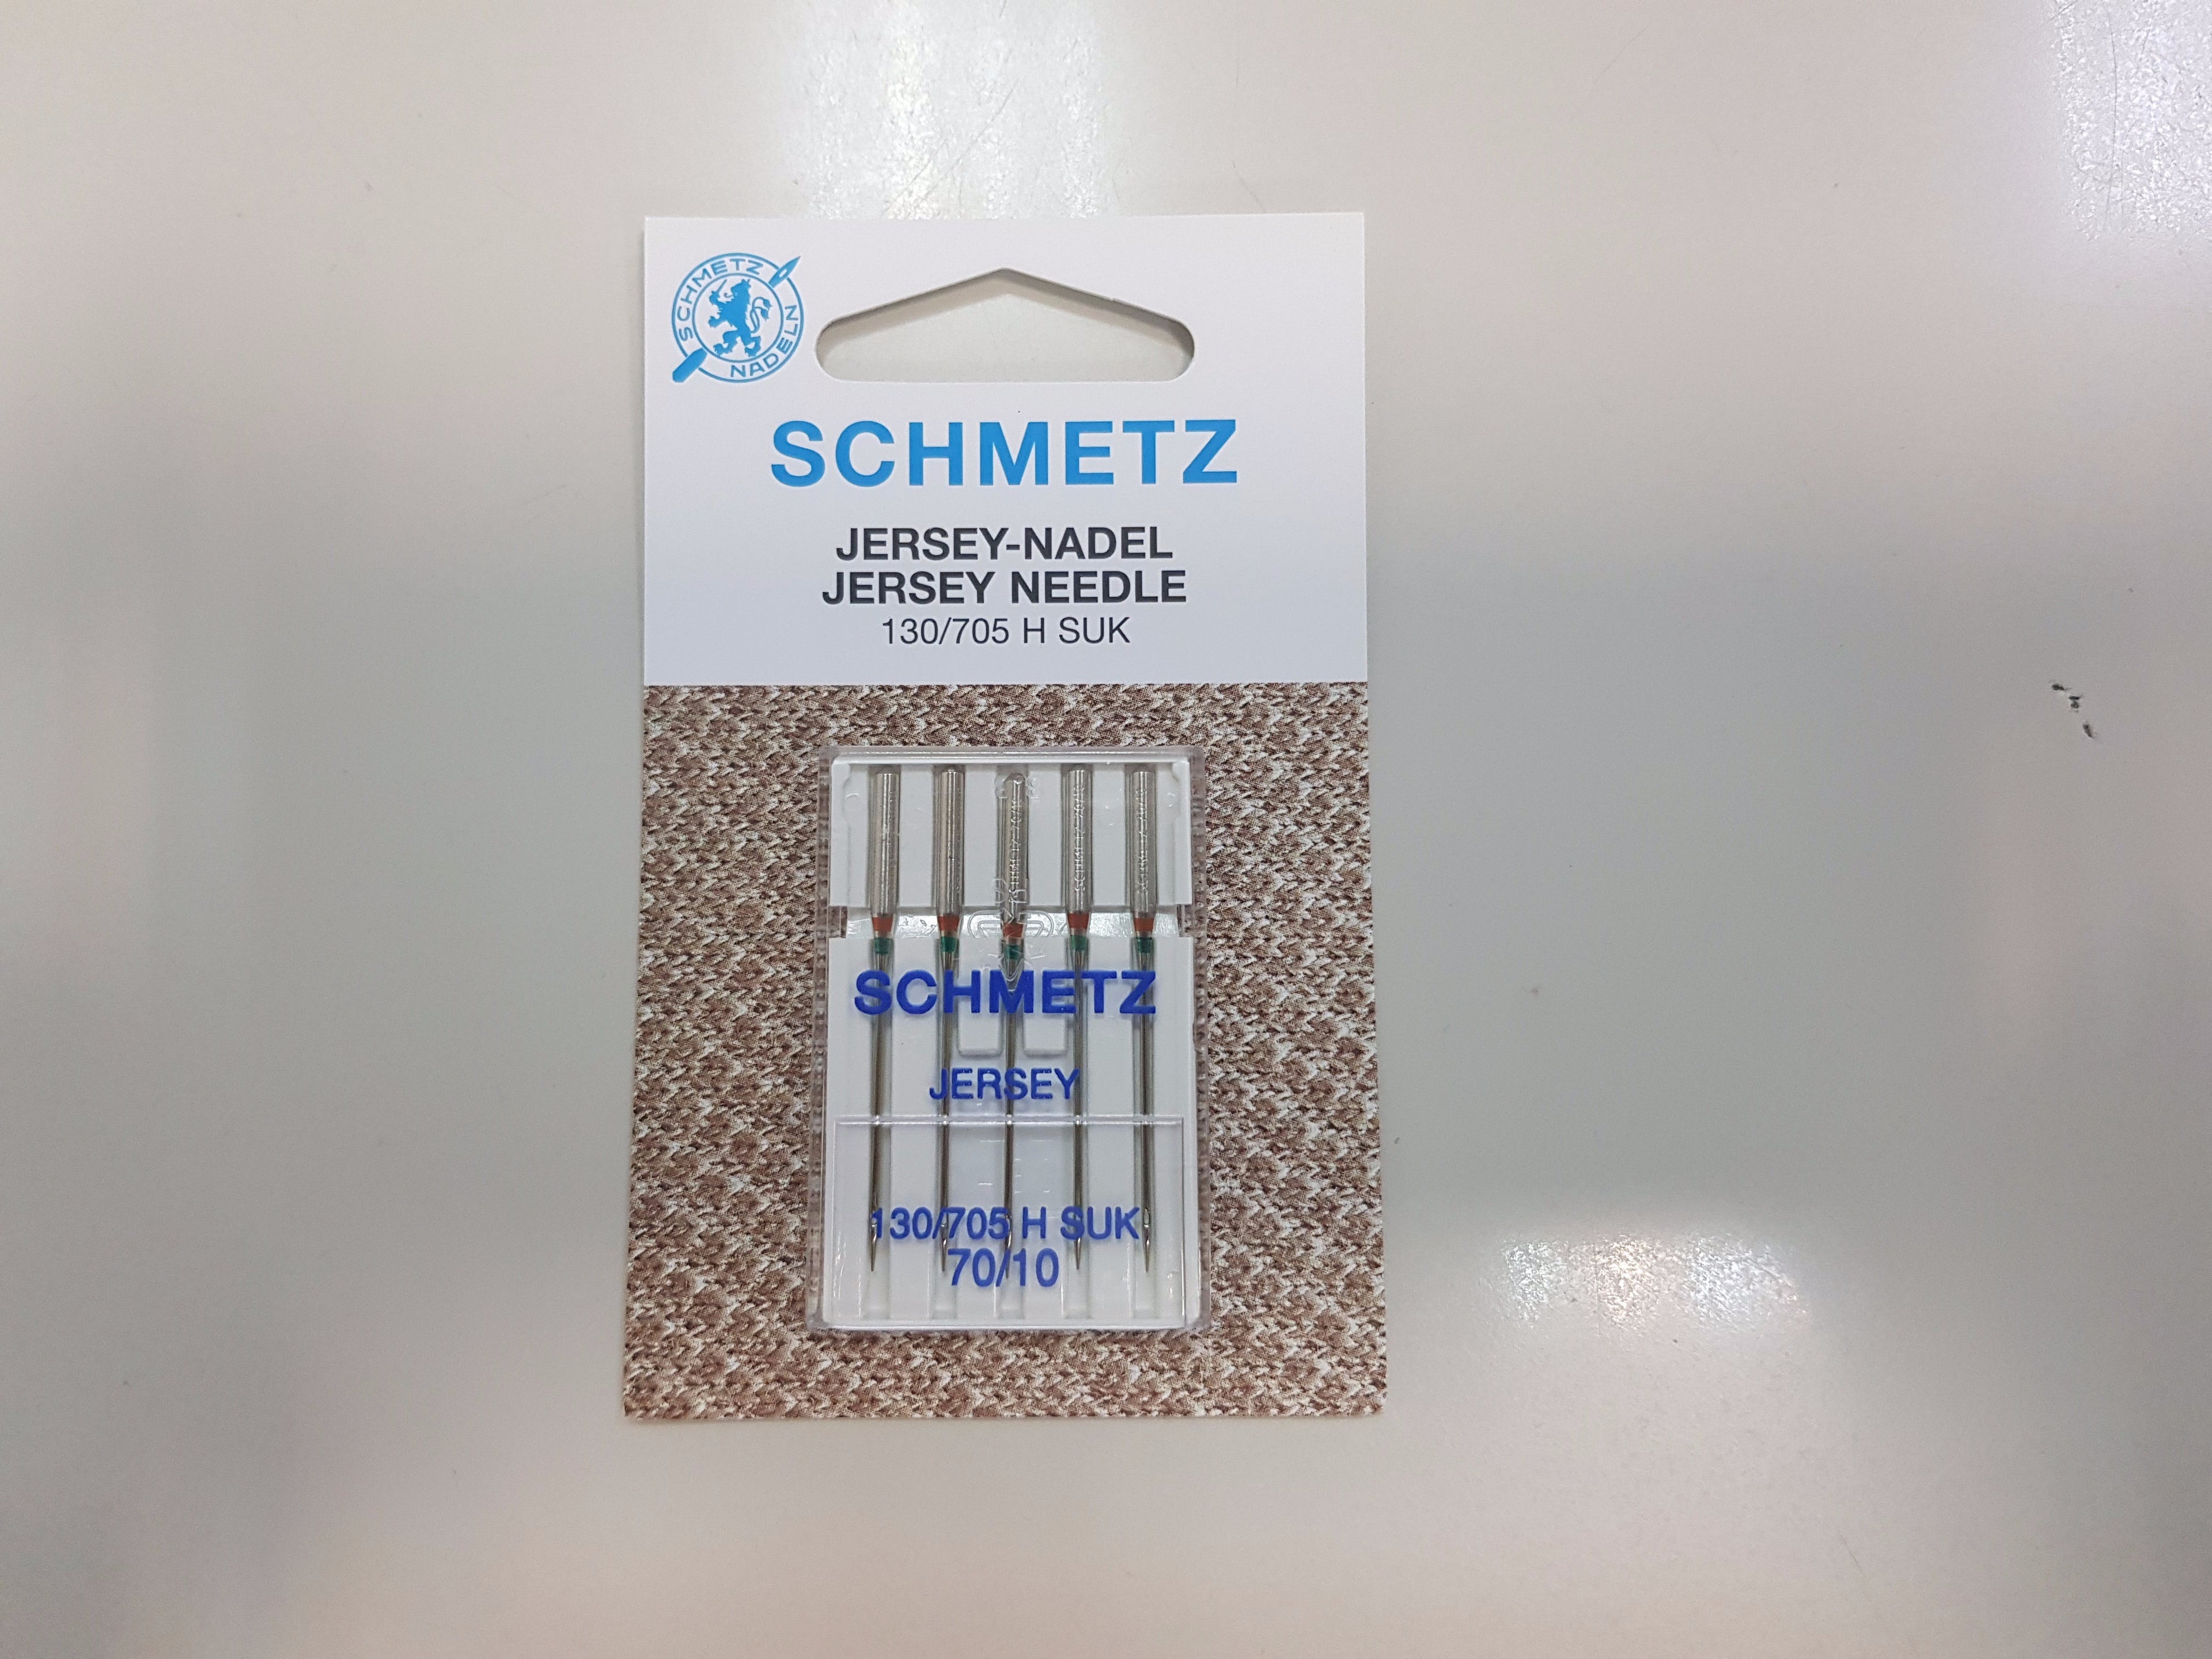 SCHMETZ
NADELN
SCHMETZ
JERSEY-NADEL
JERSEY NEEDLE
130/705 H SUK
SCHMETZ
JERSEY
130/705 H SUK
70/10